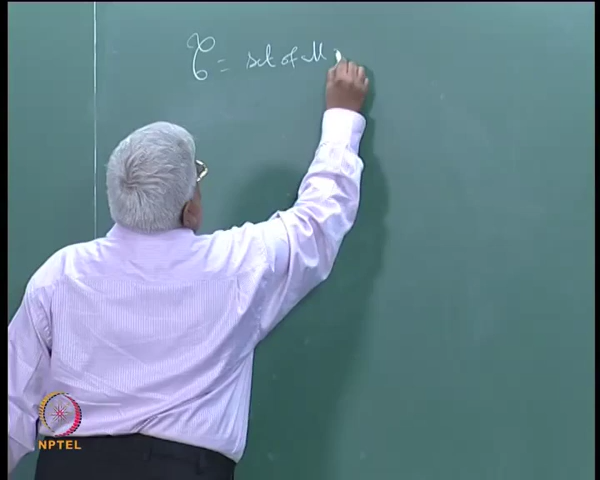 = set of all
NPTEL